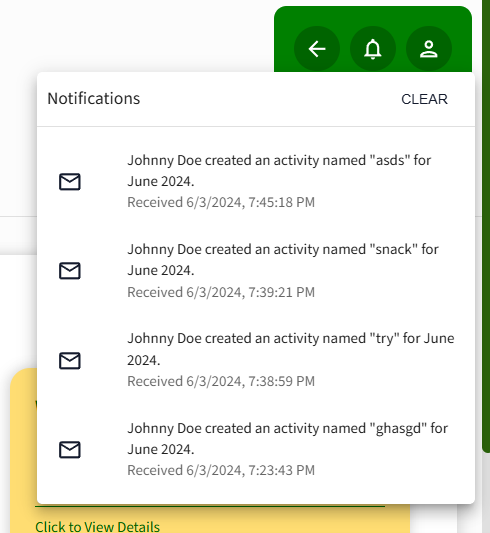 Notifications
CLEAR
Johnny Doe created an activity named "asds" for
June 2024.
Received 6/3/2024, 7:45:18 PM
Johnny Doe created an activity named "snack" for
June 2024.
Received 6/3/2024, 7:39:21 PM
Johnny Doe created an activity named "try" for June
2024.
Received 6/3/2024, 7:38:59 PM
Johnny Doe created an activity named "ghasgd" for
June 2024.
Received 6/3/2024, 7:23:43 PM
Click to View Details